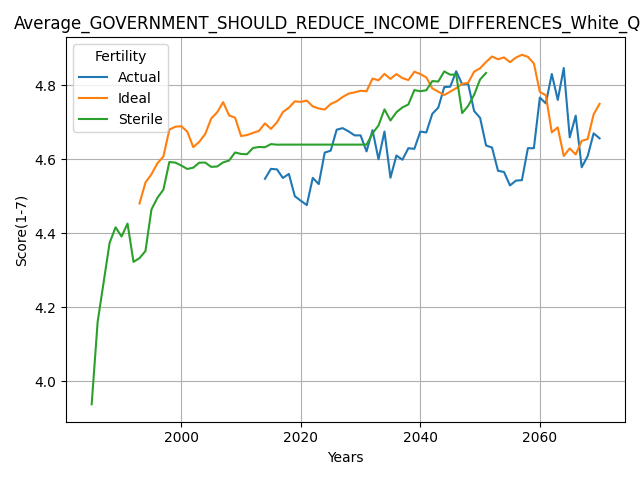 Average_GOVERNMENT_SHOULD_REDUCE_INCOME_DIFFERENCES_White_Q
Fertility
Actual
Ideal
Sterile
Score(1-7)
4.8
4.6
4.4
4.2
4.0
2000
2020
2040
2060
Years